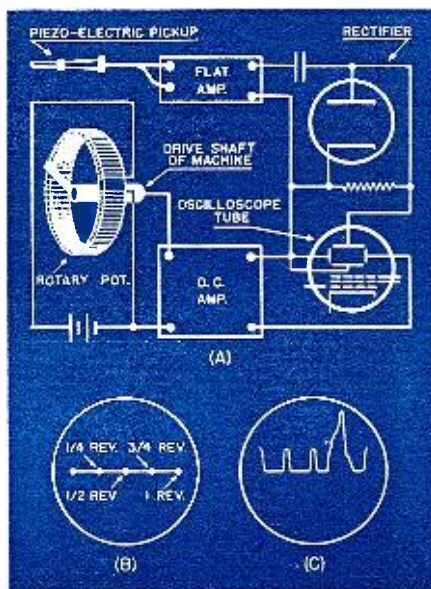 PIEZO-ELECTRIC PICKUP
RECTIFIER
FLAT
AMP.
DRIVE SHAFT
OF MACHINE
OSCILLOSCOPE
TUBE
ROTARY POT.
D. C.
AMP.
(A)
1/4 REV. 3/4 REV.
1/2 REV 1 REV.
(B)
(C)